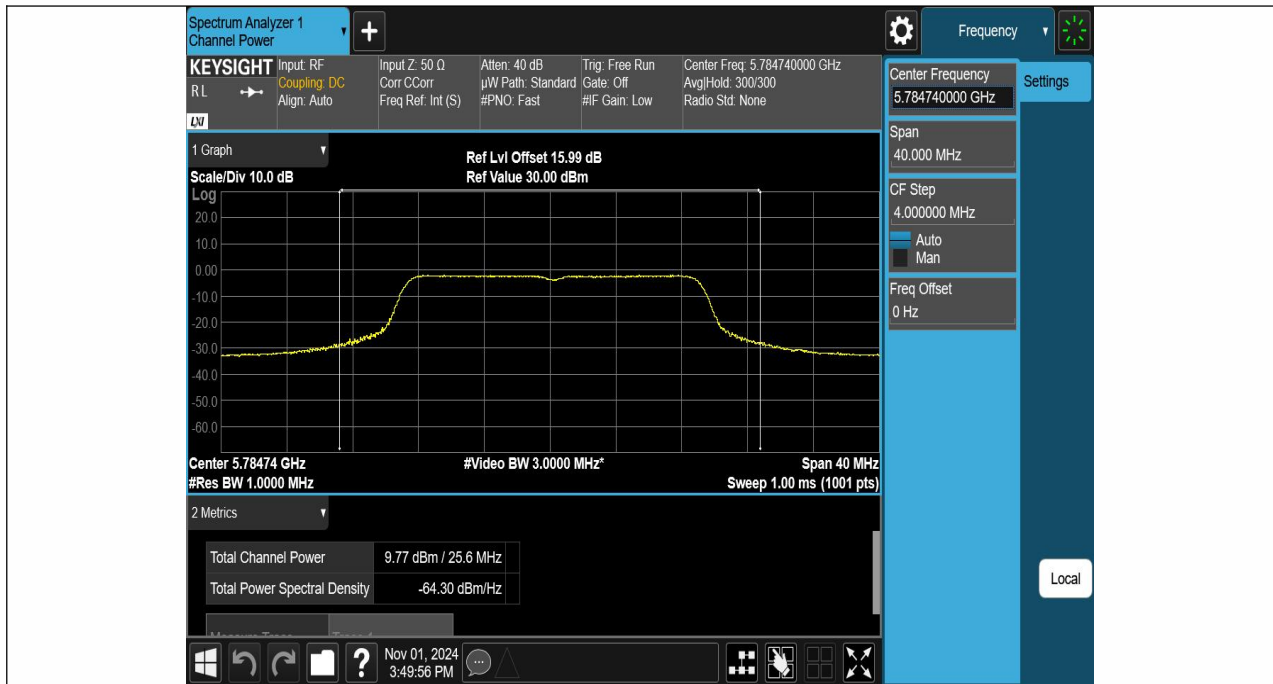 Spectrum Analyzer 1
Channel Power
+
Frequency
KEYSIGHT
R L
LXI
Input: RF
Coupling: DC
Align: Auto
Input Z: 50 Ω
Corr CCorr
Freq Ref: Int (S)
Atten: 40 dB
µW Path: Standard
#PNO: Fast
Trig: Free Run
Gate: Off
#IF Gain: Low
Center Freq: 5.784740000 GHz
Avg|Hold: 300/300
Radio Std: None
Center Frequency
5.784740000 GHz
Settings
Span
40.000 MHz
CF Step
4.000000 MHz
Auto
Man
Freq Offset
0 Hz
Local
1 Graph
Ref Lvl Offset 15.99 dB
Scale/Div 10.0 dB
Ref Value 30.00 dBm
Log
20.0
10.0
0.00
-10.0
-20.0
-30.0
-40.0
-50.0
-60.0
Center 5.78474 GHz
#Video BW 3.0000 MHz*
Span 40 MHz
#Res BW 1.0000 MHz
Sweep 1.00 ms (1001 pts)
2 Metrics
Total Channel Power 9.77 dBm / 25.6 MHz
Total Power Spectral Density -64.30 dBm/Hz
?
Nov 01, 2024
3:49:56 PM